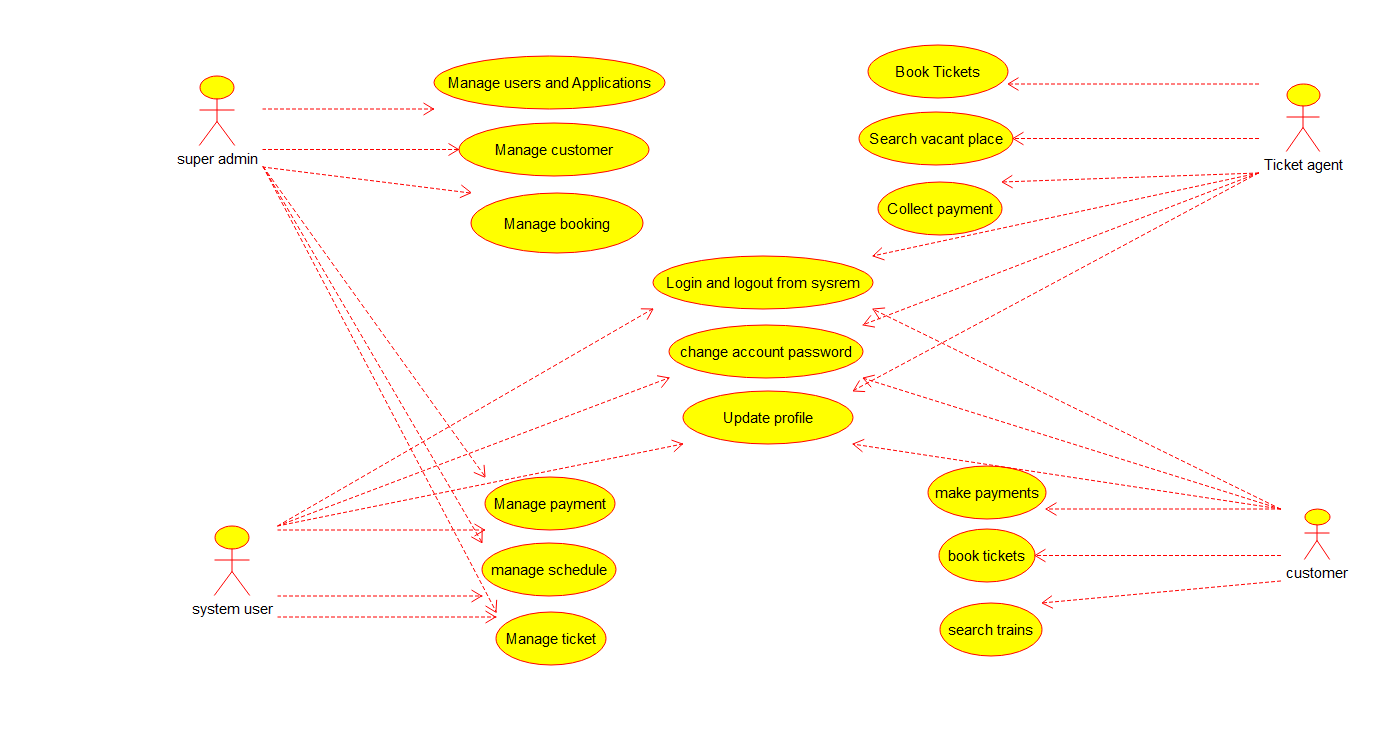 Book Tickets
Manage users and Applications
Search vacant place
Manage customer
super admin
Ticket agent
Collect payment
Manage booking
Login and logout from sysrem
change account password
Update profile
make payments
Manage payment
book tickets
manage schedule
customer
system user
search trains
Manage ticket